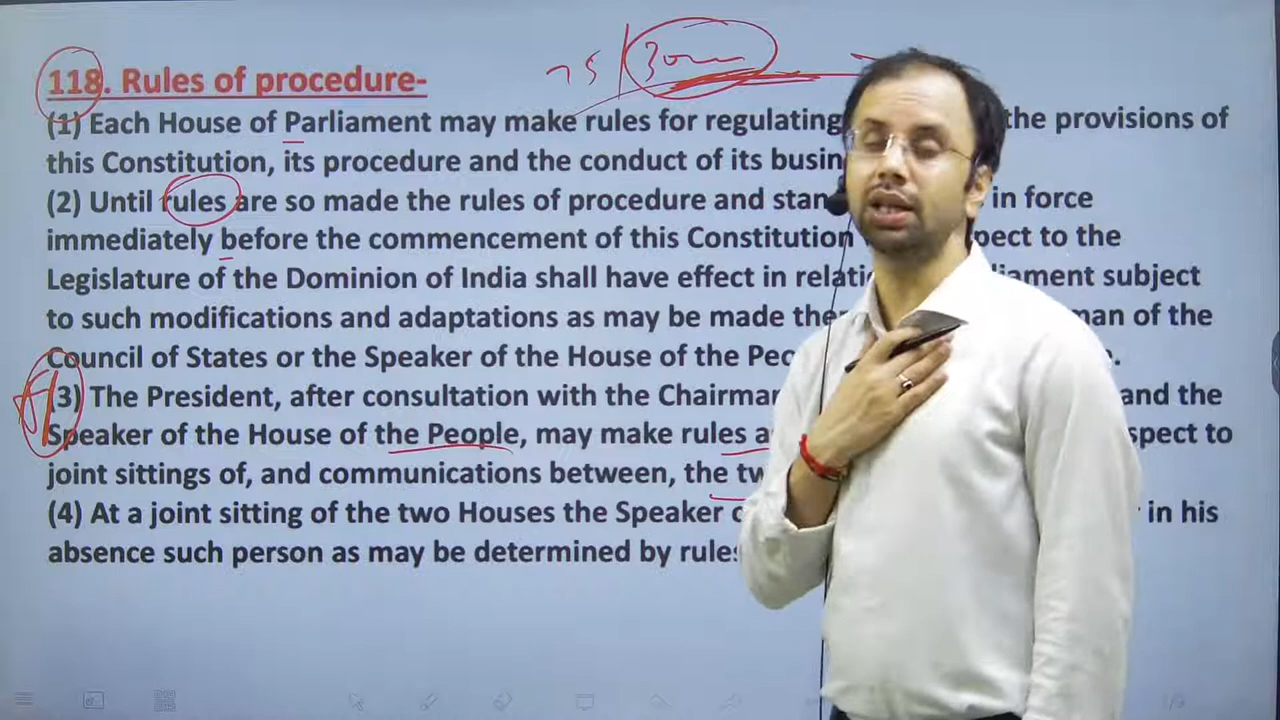 75 30
118. Rules of procedure-
(1) Each House of Parliament may make rules for regulating the provisions of
this Constitution, its procedure and the conduct of its busin
(2) Until rules are so made the rules of procedure and stan in force
immediately before the commencement of this Constitution pect to the
Legislature of the Dominion of India shall have effect in relati liament subject
to such modifications and adaptations as may be made the man of the
Council of States or the Speaker of the House of the Peo e.
(3) The President, after consultation with the Chairma and the
Speaker of the House of the People, may make rules a spect to
joint sittings of, and communications between, the tw
(4) At a joint sitting of the two Houses the Speaker o r in his
absence such person as may be determined by rules